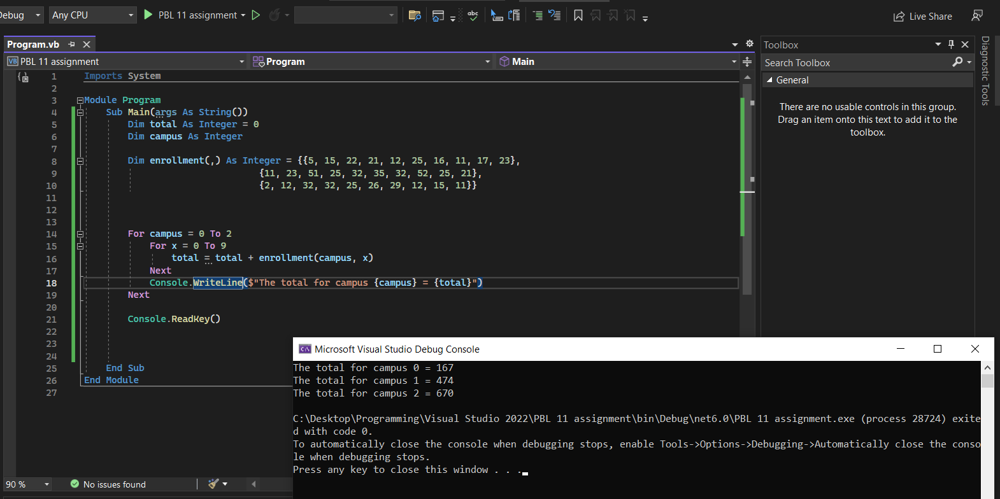 Debug Any CPU PBL 11 assignment abc Live Share
Program.vb
VB PBL 11 assignment Program Main
1 Imports System
2
3 Module Program
4 Sub Main(args As String())
5 Dim total As Integer = 0
6 Dim campus As Integer
7
8 Dim enrollment(,) As Integer = {{5, 15, 22, 21, 12, 25, 16, 11, 17, 23},
9 {11, 23, 51, 25, 32, 35, 32, 52, 25, 21},
10 {2, 12, 32, 32, 25, 26, 29, 12, 15, 11}}
11
12
13
14 For campus = 0 To 2
15 For x = 0 To 9
16 total = total + enrollment(campus, x)
17 Next
18 Console.WriteLine($"The total for campus {campus} = {total}")
19 Next
20
21 Console.ReadKey()
22
23
24
25 End Sub
26 End Module
27
90 % No issues found
Toolbox
Search Toolbox
General
There are no usable controls in this group.
Drag an item onto this text to add it to the
toolbox.
Diagnostic Tools
C:\ Microsoft Visual Studio Debug Console
The total for campus 0 = 167
The total for campus 1 = 474
The total for campus 2 = 670
C:\Desktop\Programming\Visual Studio 2022\PBL 11 assignment\bin\Debug\net6.0\PBL 11 assignment.exe (process 28724) exite
d with code 0.
To automatically close the console when debugging stops, enable Tools->Options->Debugging->Automatically close the conso
le when debugging stops.
Press any key to close this window . . .